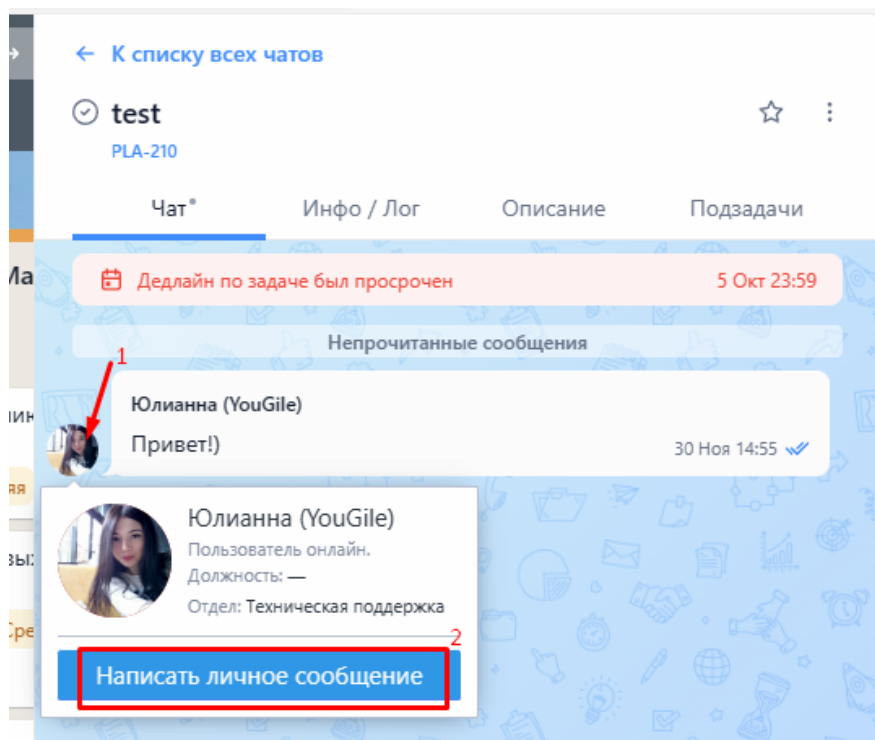 ← К списку всех чатов
test
PLA-210
Чат
Инфо / Лог
Описание
Подзадачи
Дедлайн по задаче был просрочен
5 Окт 23:59
Непрочитанные сообщения
1
Юлианна (YouGile)
Привет!)
30 Ноя 14:55
Юлианна (YouGile)
Пользователь онлайн.
Должность: —
Отдел: Техническая поддержка
2
Написать личное сообщение